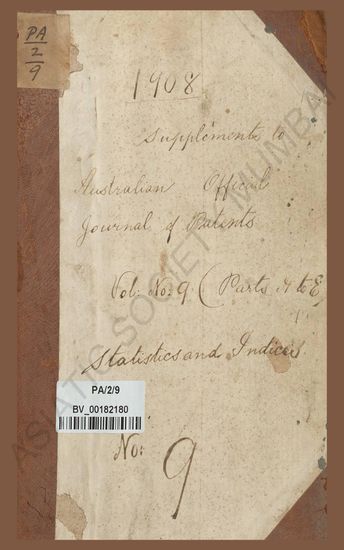 PA
2
9
1908
Supplements to
Australian Official
Journal of Patents
Vol. No: 9. (Parts A to E)
Statistics and Indices
PA/2/9
BV_00182180
No:
9
ASIATIC SOCIETY MUMBAI